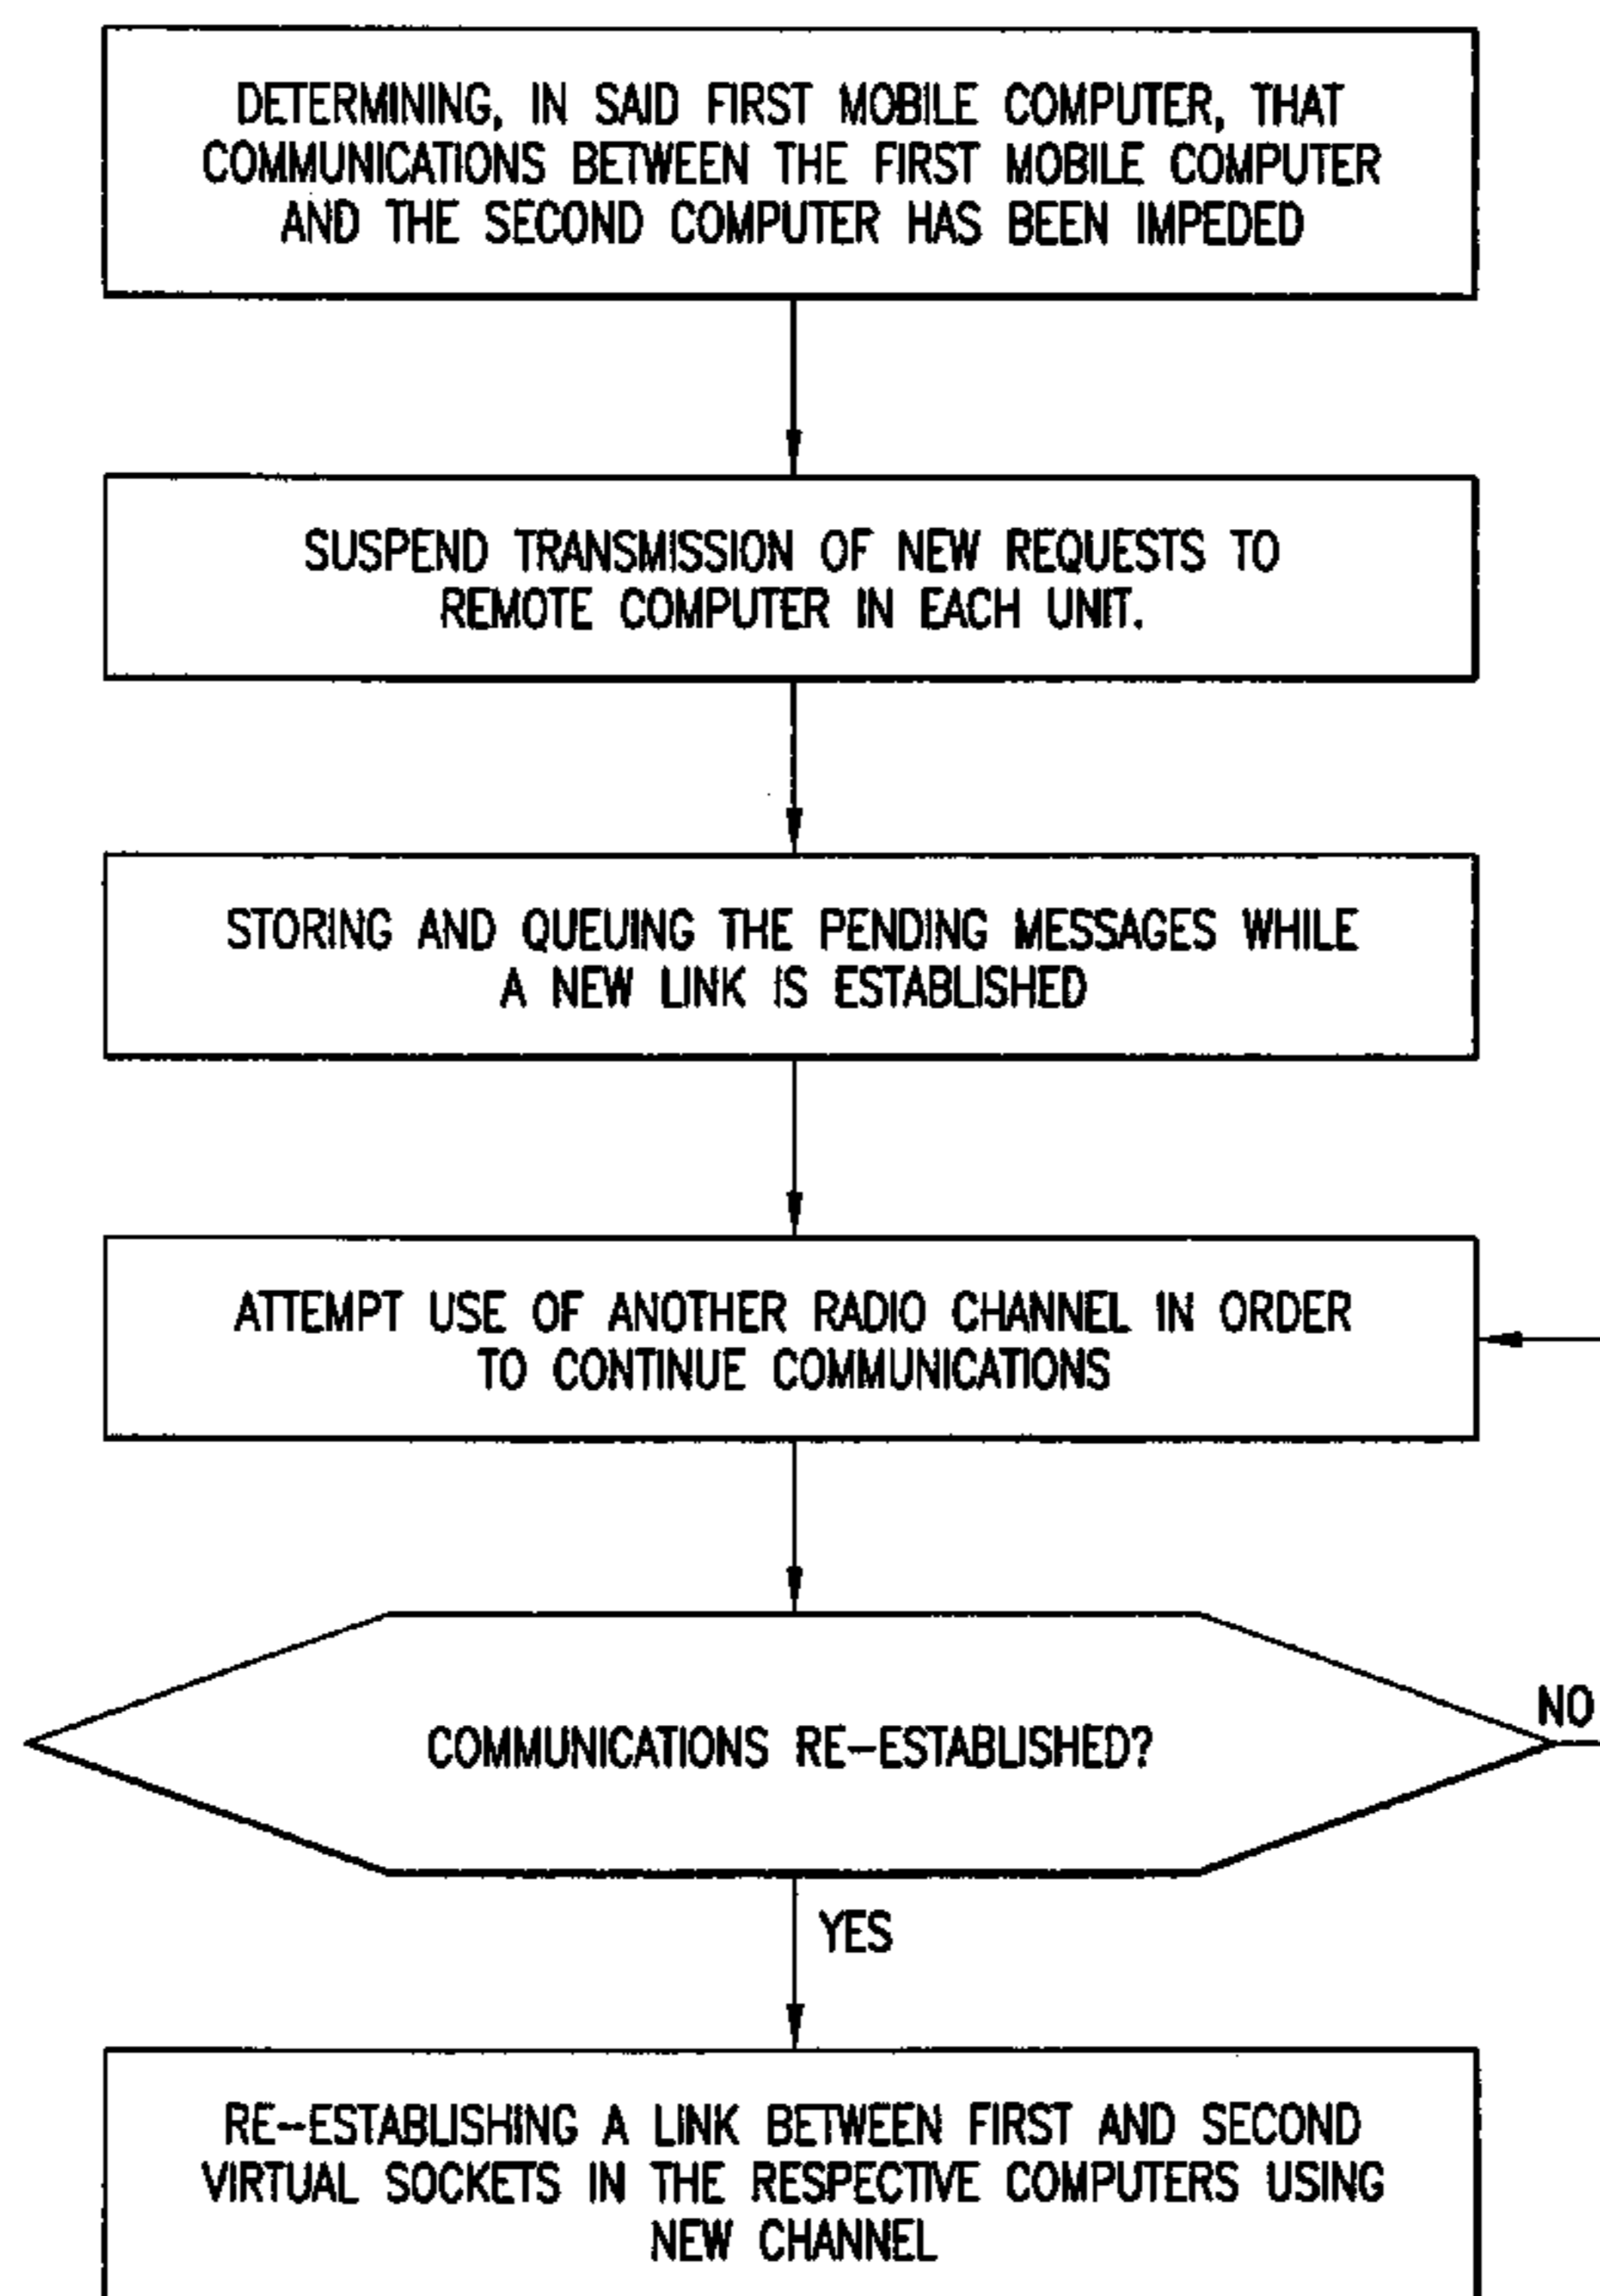 DETERMINING, IN SAID FIRST MOBILE COMPUTER, THAT
COMMUNICATIONS BETWEEN THE FIRST MOBILE COMPUTER
AND THE SECOND COMPUTER HAS BEEN IMPEDED
SUSPEND TRANSMISSION OF NEW REQUESTS TO
REMOTE COMPUTER IN EACH UNIT.
STORING AND QUEUING THE PENDING MESSAGES WHILE
A NEW LINK IS ESTABLISHED
ATTEMPT USE OF ANOTHER RADIO CHANNEL IN ORDER
TO CONTINUE COMMUNICATIONS
COMMUNICATIONS RE-ESTABLISHED?
NO
YES
RE-ESTABLISHING A LINK BETWEEN FIRST AND SECOND
VIRTUAL SOCKETS IN THE RESPECTIVE COMPUTERS USING
NEW CHANNEL